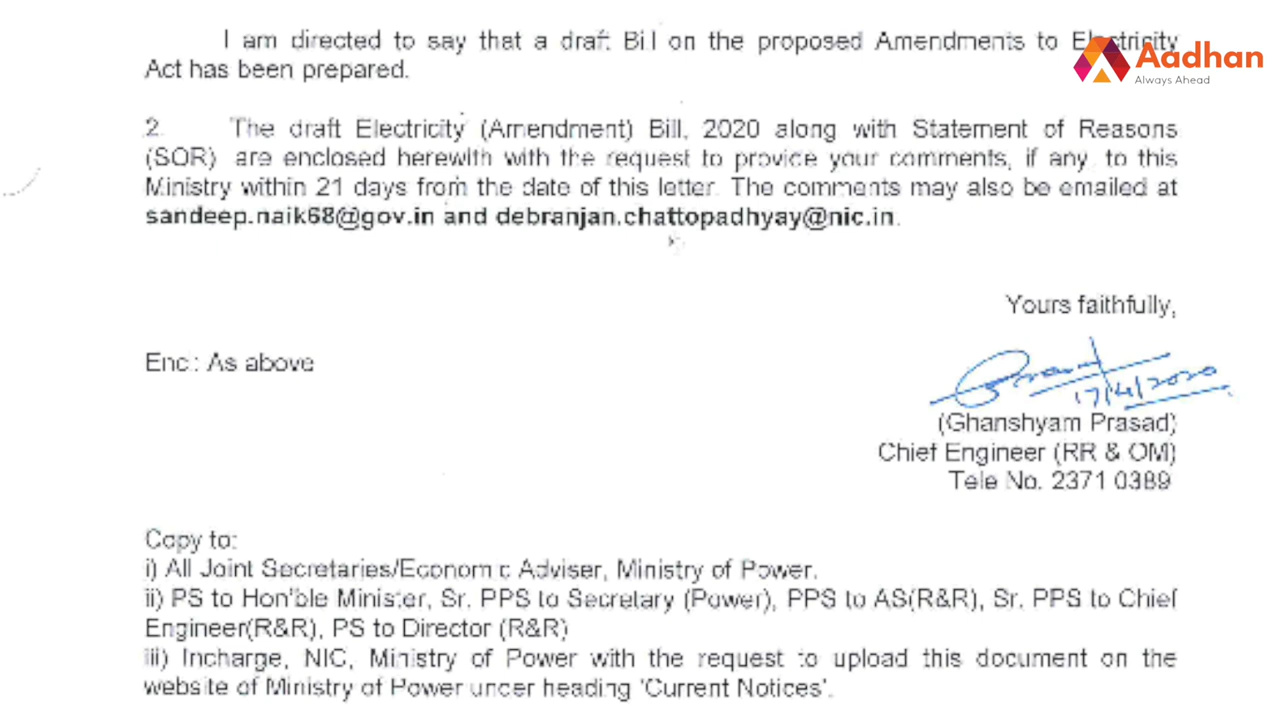 I am directed to say that a draft Bill on the proposed Amendments to Electricity
Act has been prepared.
Aadhan
Always Ahead
2. The draft Electricity (Amendment) Bill, 2020 along with Statement of Reasons
(SOR) are enclosed herewith with the request to provide your comments, if any to this
Ministry within 21 days from the date of this letter. The comments may also be emailed at
sandeep.naik68@gov.in and debranjan.chattopadhyay@nic.in.
Yours faithfully,
Encl: As above
17/4/2020
(Ghanshyam Prasad)
Chief Engineer (RR & OM)
Tele No. 2371 0389
Copy to:
i) All Joint Secretaries/Economic Adviser, Ministry of Power.
ii) PS to Hon'ble Minister, Sr. PPS to Secretary (Power), PPS to AS(R&R), Sr. PPS to Chief
Engineer(R&R), PS to Director (R&R)
iii) Incharge, NIC, Ministry of Power with the request to upload this document on the
website of Ministry of Power under heading 'Current Notices'.